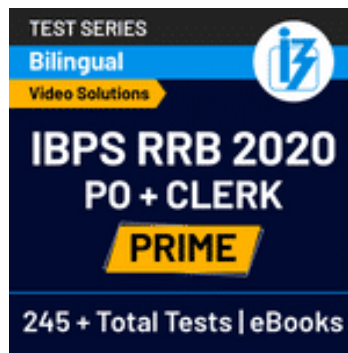 TEST SERIES
Bilingual
Video Solutions
IBPS RRB 2020
PO + CLERK
PRIME
245 + Total Tests | eBooks